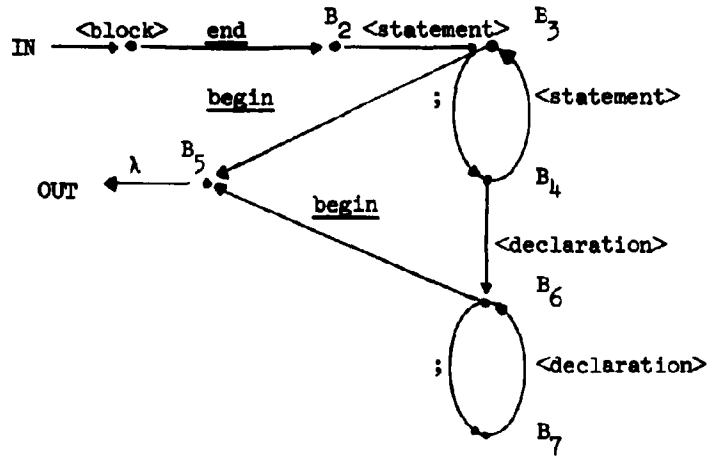 IN <block> end B2 <statement> B3
begin ; <statement>
OUT λ B5 B4
begin
<declaration>
B6
; <declaration>
B7